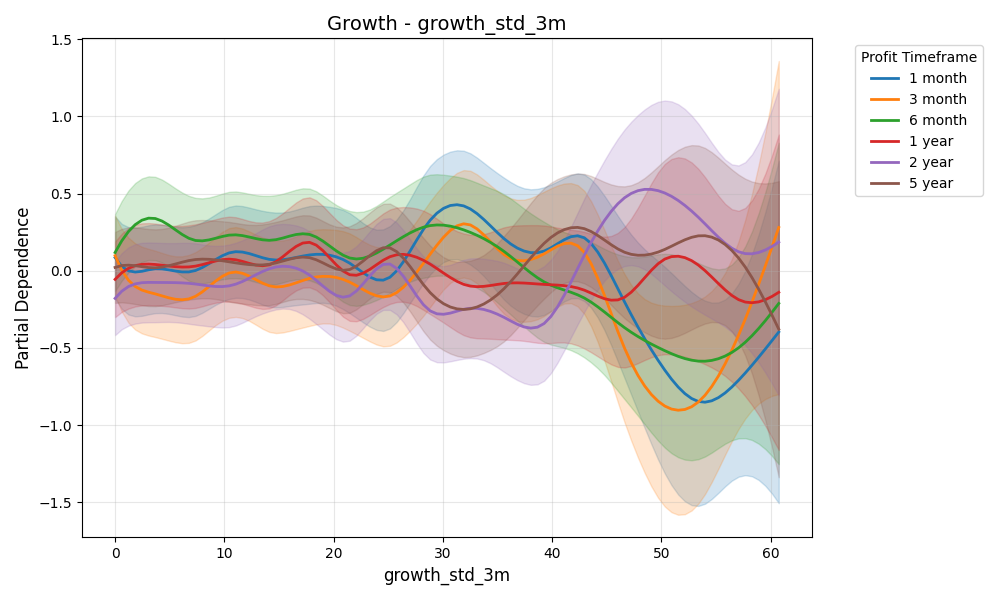 Growth - growth_std_3m
Profit Timeframe
1 month
3 month
6 month
1 year
2 year
5 year
Partial Dependence
1.5
1.0
0.5
0.0
−0.5
−1.0
−1.5
0 10 20 30 40 50 60
growth_std_3m